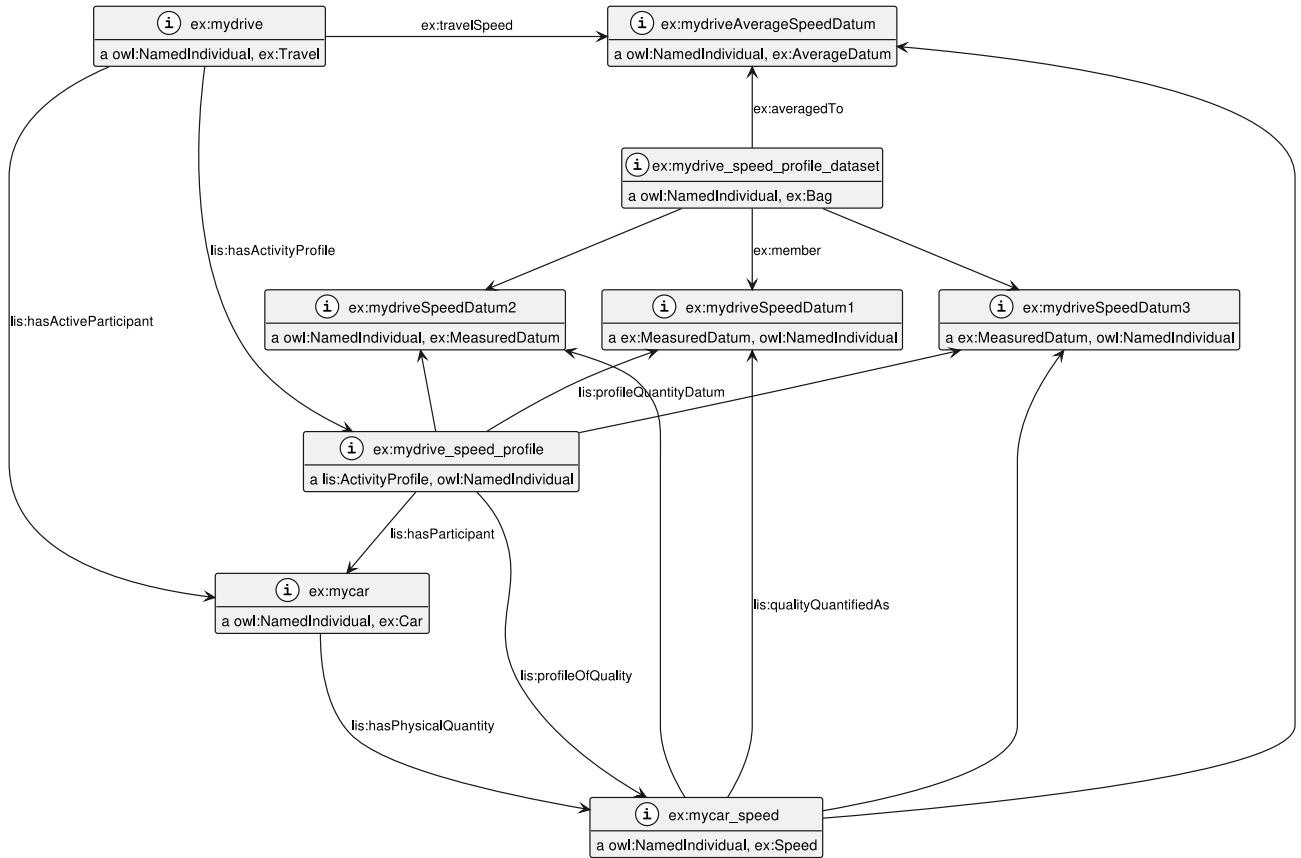 ex:mydrive
a owl:NamedIndividual, ex:Travel
ex:travelSpeed
ex:mydriveAverageSpeedDatum
a owl:NamedIndividual, ex:AverageDatum
ex:averagedTo
ex:mydrive_speed_profile_dataset
a owl:NamedIndividual, ex:Bag
lis:hasActivityProfile
ex:member
lis:hasActiveParticipant
ex:mydriveSpeedDatum2
a owl:NamedIndividual, ex:MeasuredDatum
ex:mydriveSpeedDatum1
a ex:MeasuredDatum, owl:NamedIndividual
ex:mydriveSpeedDatum3
a ex:MeasuredDatum, owl:NamedIndividual
lis:profileQuantityDatum
ex:mydrive_speed_profile
a lis:ActivityProfile, owl:NamedIndividual
lis:hasParticipant
ex:mycar
a owl:NamedIndividual, ex:Car
lis:qualityQuantifiedAs
lis:profileOfQuality
lis:hasPhysicalQuantity
ex:mycar_speed
a owl:NamedIndividual, ex:Speed